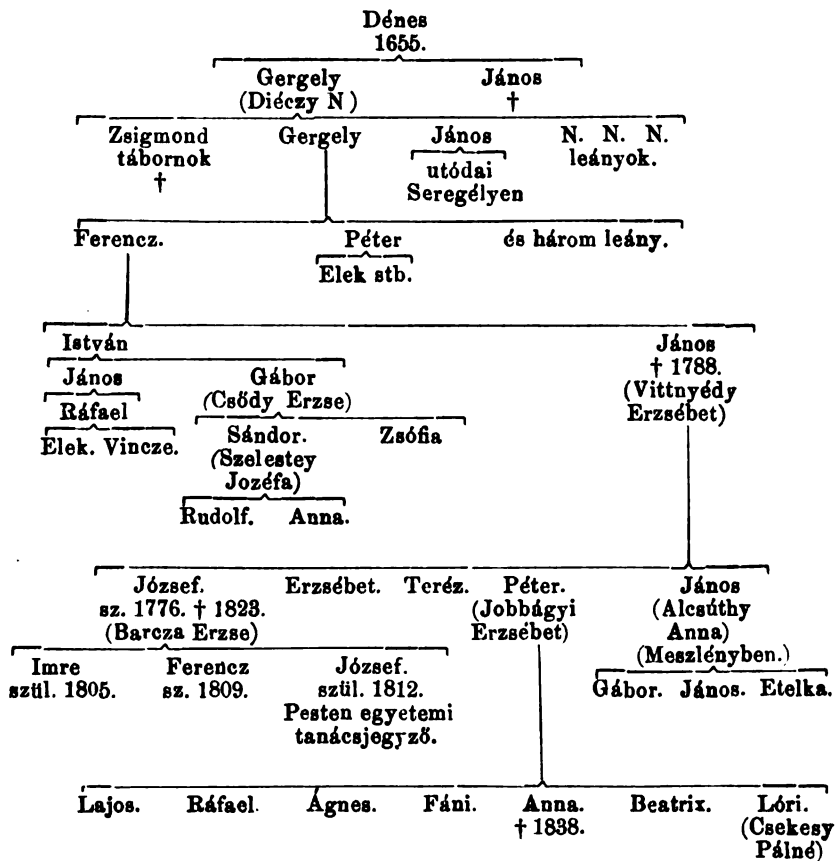 Dénes
1655.
Gergely János
(Diéczy N) †
Zsigmond Gergely János N. N. N.
tábornok utódai leányok.
† Seregélyen
Ferencz. Péter és három leány.
Elek stb.
István János
† 1788.
János Gábor (Vittnyédy
(Csődy Erzse) Erzsébet)
Ráfael
Sándor. Zsófia
Elek. Vincze. (Szelestey
Jozéfa)
Rudolf. Anna.
József. Erzsébet. Teréz. Péter. János
sz. 1776. † 1823. (Jobbágyi (Alcsúthy
(Barcza Erzse) Erzsébet) Anna)
(Meszlényben.)
Imre Ferencz József.
szül. 1805. sz. 1809. szül. 1812. Gábor. János. Etelka.
Pesten egyetemi
tanácsjegyző.
Lajos. Ráfael. Ágnes. Fáni. Anna. Beatrix. Lóri.
† 1838. (Csekesy
Pálné)